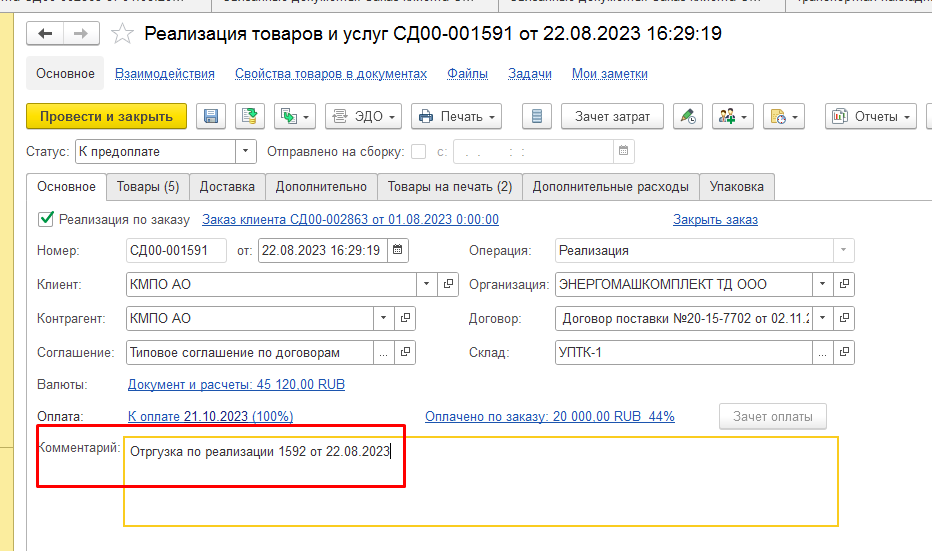 Реализация товаров и услуг СД00-001591 от 22.08.2023 16:29:19
Основное Взаимодействия Свойства товаров в документах Файлы Задачи Мои заметки
Провести и закрыть ЭДО Печать Зачет затрат Отчеты
Статус: К предоплате Отправлено на сборку: с: . . : :
Основное Товары (5) Доставка Дополнительно Товары на печать (2) Дополнительные расходы Упаковка
Реализация по заказу Заказ клиента СД00-002863 от 01.08.2023 0:00:00 Закрыть заказ
Номер: СД00-001591 от: 22.08.2023 16:29:19 Операция: Реализация
Клиент: КМПО АО Организация: ЭНЕРГОМАШКОМПЛЕКТ ТД ООО
Контрагент: КМПО АО Договор: Договор поставки №20-15-7702 от 02.11.2
Соглашение: Типовое соглашение по договорам ... Склад: УПТК-1 ...
Валюты: Документ и расчеты: 45 120,00 RUB
Оплата: К оплате 21.10.2023 (100%) Оплачено по заказу: 20 000,00 RUB 44% Зачет оплаты
Комментарий: Отргузка по реализации 1592 от 22.08.2023